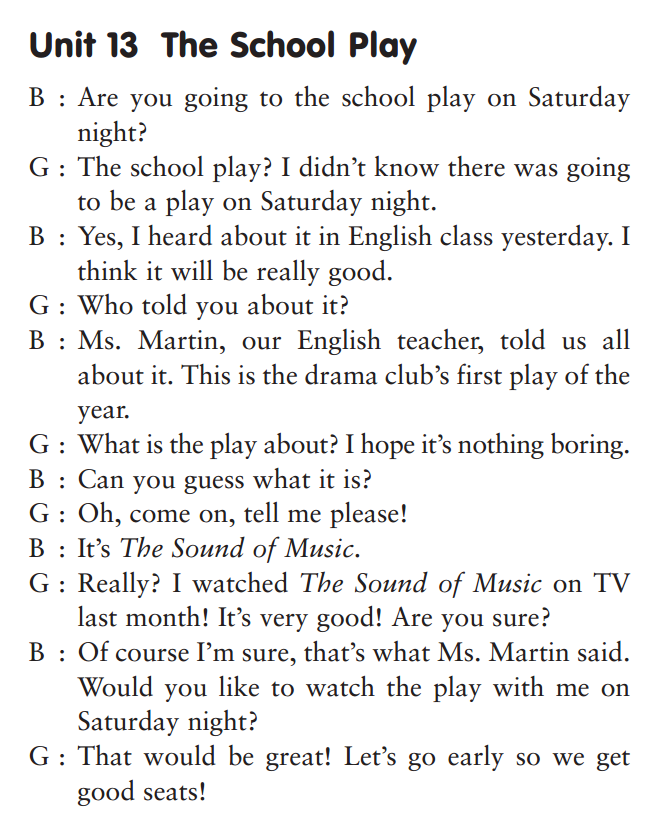 Unit 13 The School Play
B : Are you going to the school play on Saturday
night?
G : The school play? I didn't know there was going
to be a play on Saturday night.
B : Yes, I heard about it in English class yesterday. I
think it will be really good.
G : Who told you about it?
B : Ms. Martin, our English teacher, told us all
about it. This is the drama club's first play of the
year.
G : What is the play about? I hope it's nothing boring.
B : Can you guess what it is?
G : Oh, come on, tell me please!
B : It's The Sound of Music.
G : Really? I watched The Sound of Music on TV
last month! It's very good! Are you sure?
B : Of course I'm sure, that's what Ms. Martin said.
Would you like to watch the play with me on
Saturday night?
G : That would be great! Let's go early so we get
good seats!